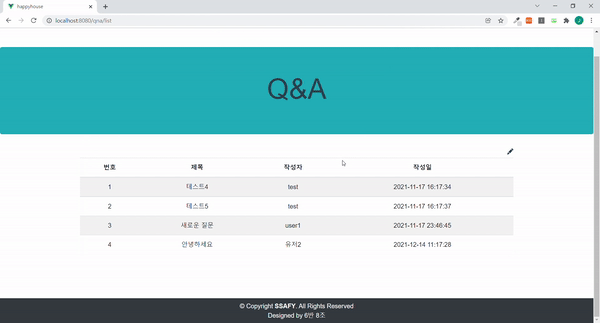 happyhouse
localhost:8080/qna/list
Q&A
번호 제목 작성자 작성일
1 테스트4 test 2021-11-17 16:17:34
2 테스트5 test 2021-11-17 16:17:37
3 새로운 질문 user1 2021-11-17 23:46:45
4 안녕하세요 유저2 2021-12-14 11:17:28
© Copyright SSAFY. All Rights Reserved
Designed by 6반 8조